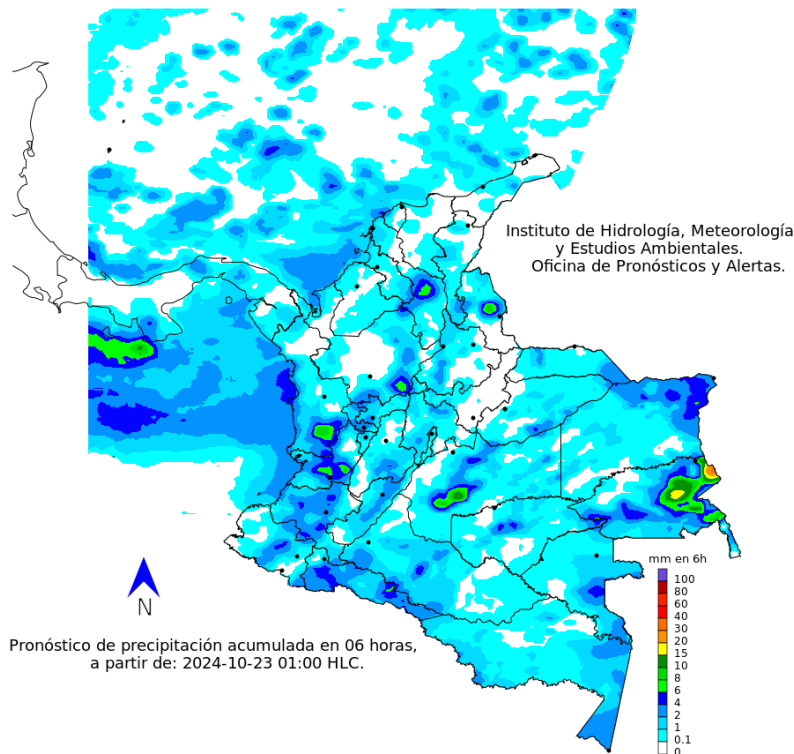 Instituto de Hidrología, Meteorología
y Estudios Ambientales.
Oficina de Pronósticos y Alertas.
mm en 6h
100
80
60
40
30
20
15
10
8
6
4
2
1
0.1
0
N
Pronóstico de precipitación acumulada en 06 horas,
a partir de: 2024-10-23 01:00 HLC.